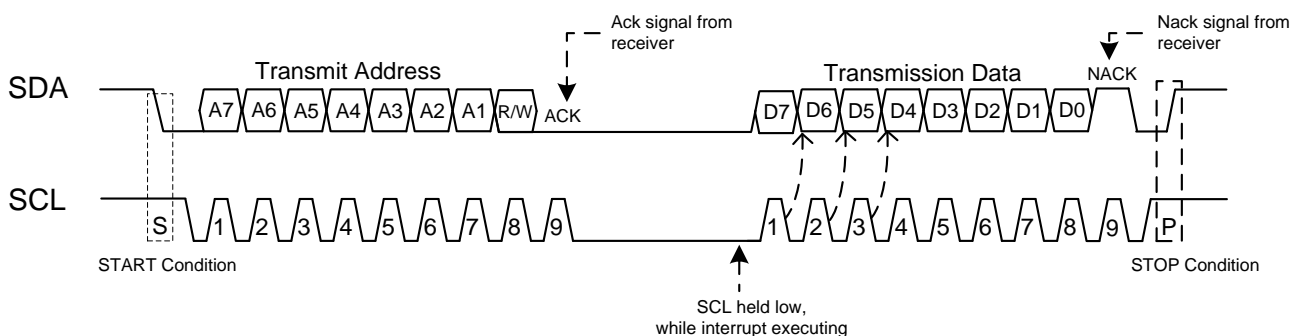 Ack signal from
receiver
Nack signal from
receiver
Transmit Address
Transmission Data
NACK
SDA
A7 A6 A5 A4 A3 A2 A1 R/W ACK
D7 D6 D5 D4 D3 D2 D1 D0
SCL
S 1 2 3 4 5 6 7 8 9
1 2 3 4 5 6 7 8 9 P
START Condition
STOP Condition
SCL held low,
while interrupt executing